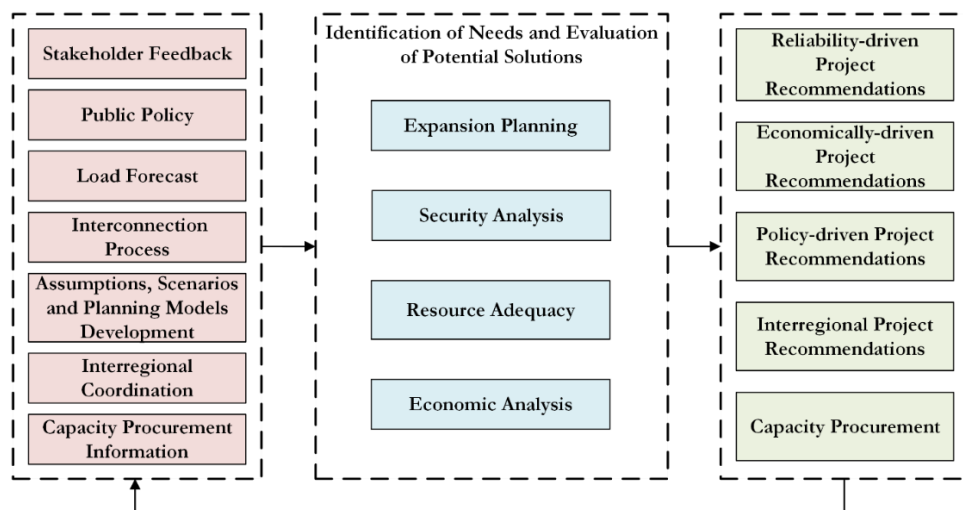 Stakeholder Feedback
Public Policy
Load Forecast
Interconnection
Process
Assumptions, Scenarios
and Planning Models
Development
Interregional
Coordination
Capacity Procurement
Information
Identification of Needs and Evaluation
of Potential Solutions
Expansion Planning
Security Analysis
Resource Adequacy
Economic Analysis
Reliability-driven
Project
Recommendations
Economically-driven
Project
Recommendations
Policy-driven Project
Recommendations
Interregional Project
Recommendations
Capacity Procurement